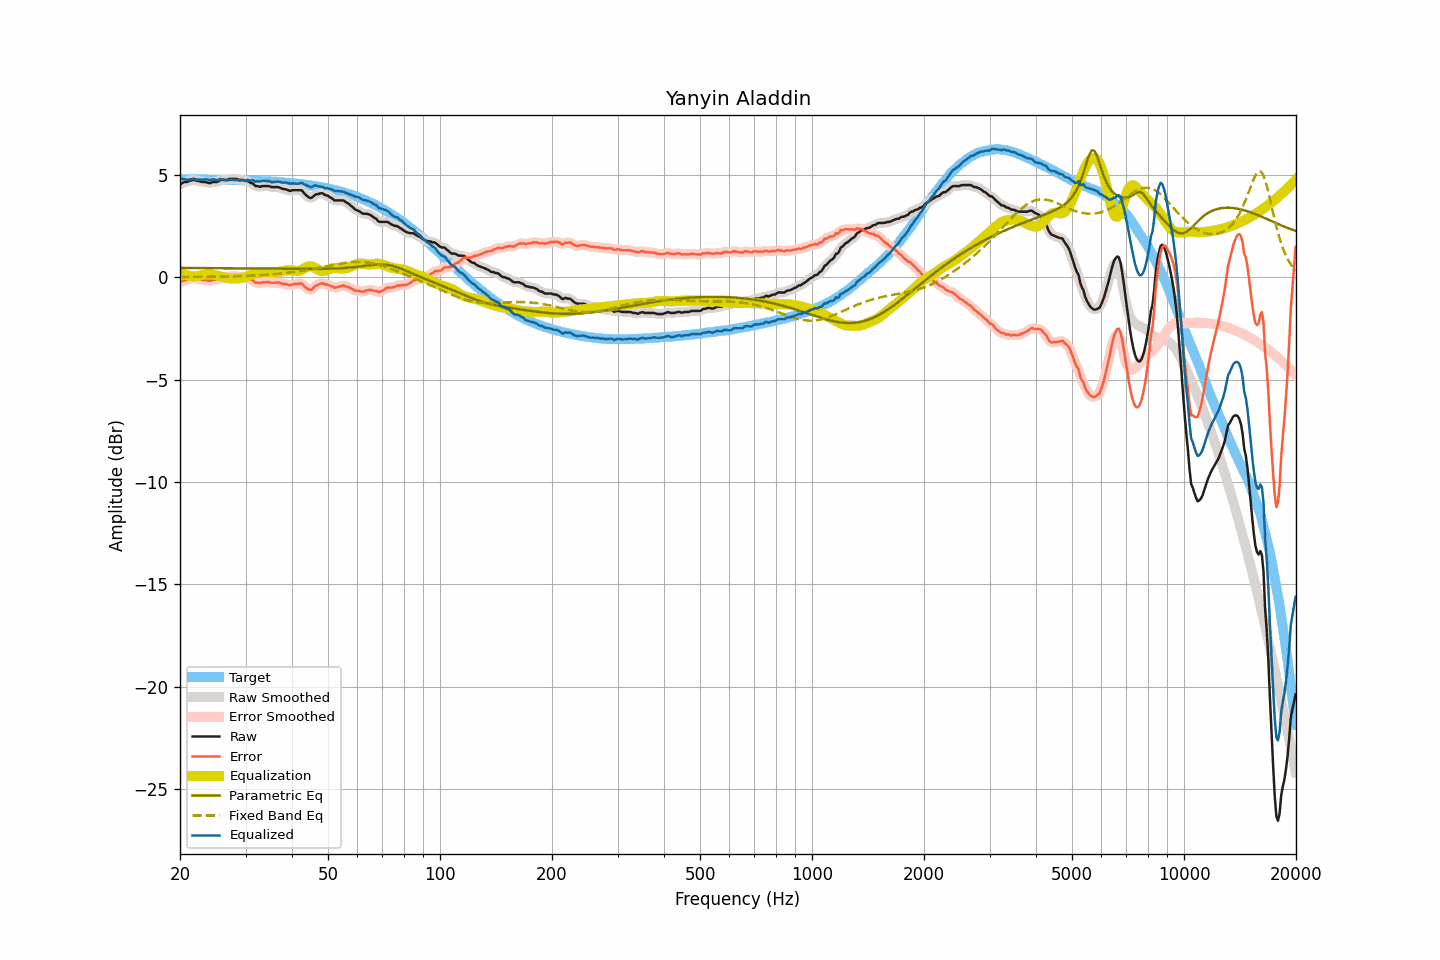 Yanyin Aladdin
Amplitude (dBr)
5
0
−5
−10
−15
−20
−25
Target
Raw Smoothed
Error Smoothed
Raw
Error
Equalization
Parametric Eq
Fixed Band Eq
Equalized
20 50 100 200 500 1000 2000 5000 10000 20000
Frequency (Hz)